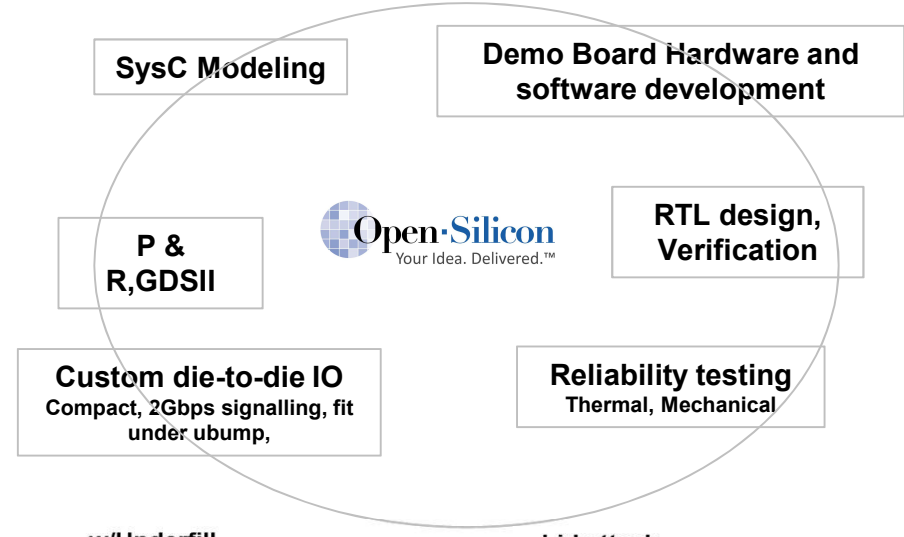 SysC Modeling
Demo Board Hardware and
software development
Open·Silicon
Your Idea. Delivered.™
RTL design,
Verification
P &
R,GDSII
Custom die-to-die IO
Compact, 2Gbps signalling, fit
under ubump,
Reliability testing
Thermal, Mechanical
w/Underfill